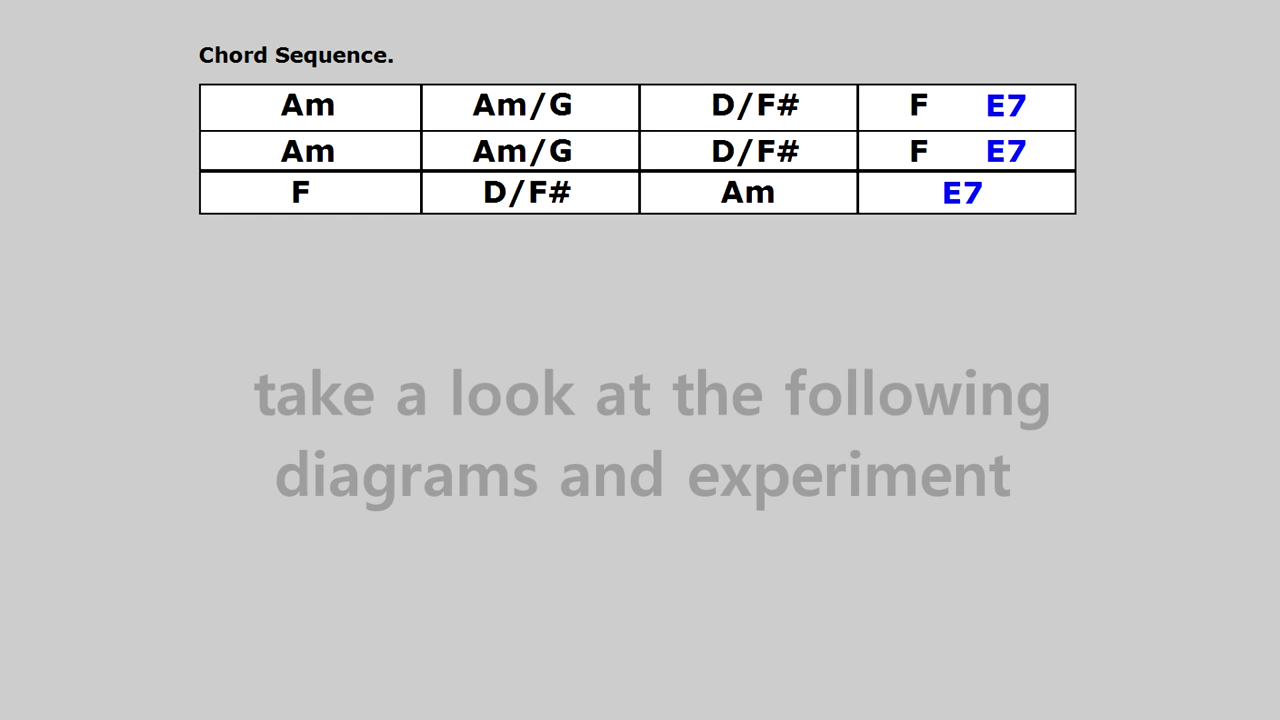 Chord Sequence.
Am Am/G D/F# F E7
Am Am/G D/F# F E7
F D/F# Am E7
take a look at the following
diagrams and experiment